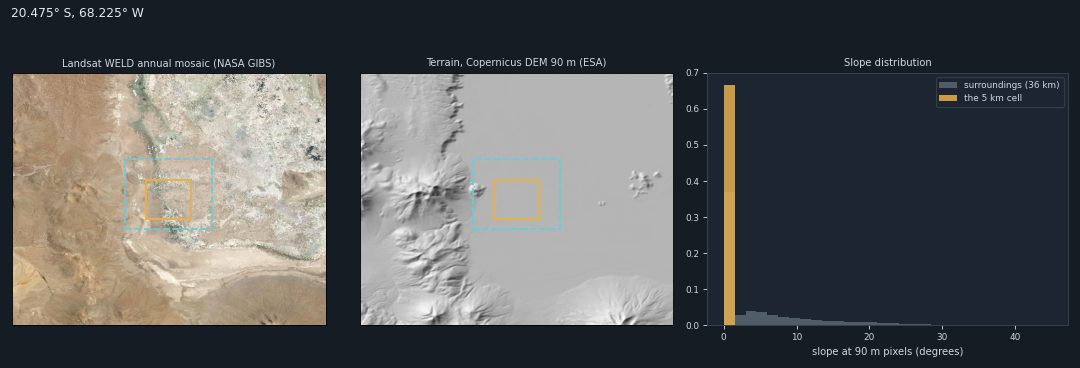 20.475° S, 68.225° W
Landsat WELD annual mosaic (NASA GIBS)
Terrain, Copernicus DEM 90 m (ESA)
Slope distribution
surroundings (36 km)
the 5 km cell
0.7
0.6
0.5
0.4
0.3
0.2
0.1
0.0
0
10
20
30
40
slope at 90 m pixels (degrees)